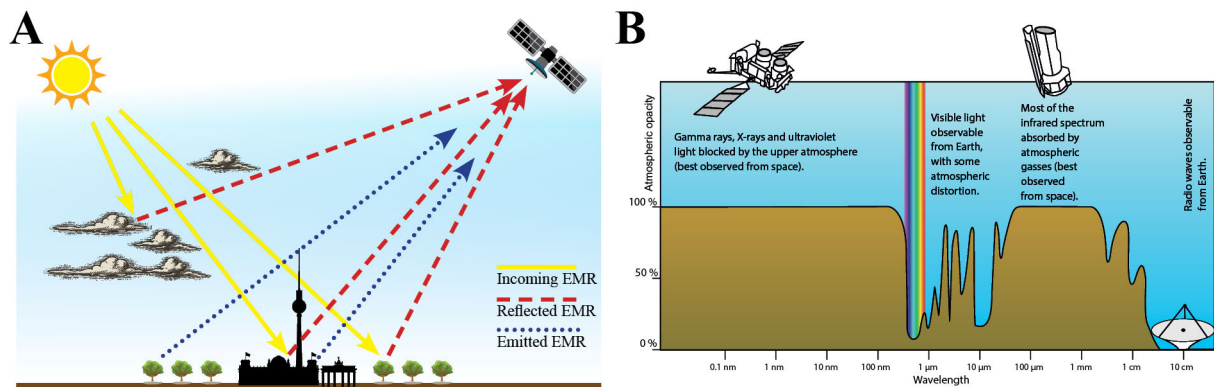 A
Incoming EMR
Reflected EMR
Emitted EMR
B
Atmospheric opacity
Gamma rays, X-rays and ultraviolet
light blocked by the upper atmosphere
(best observed from space).
Visible light
observable
from Earth,
with some
atmospheric
distortion.
Most of the
infrared spectrum
absorbed by
atmospheric
gasses (best
observed
from space).
Radio waves observable
from Earth.
100 %
50 %
0 %
0.1 nm
1 nm
10 nm
100 nm
1 µm
10 µm
100 µm
1 mm
1 cm
10 cm
Wavelength